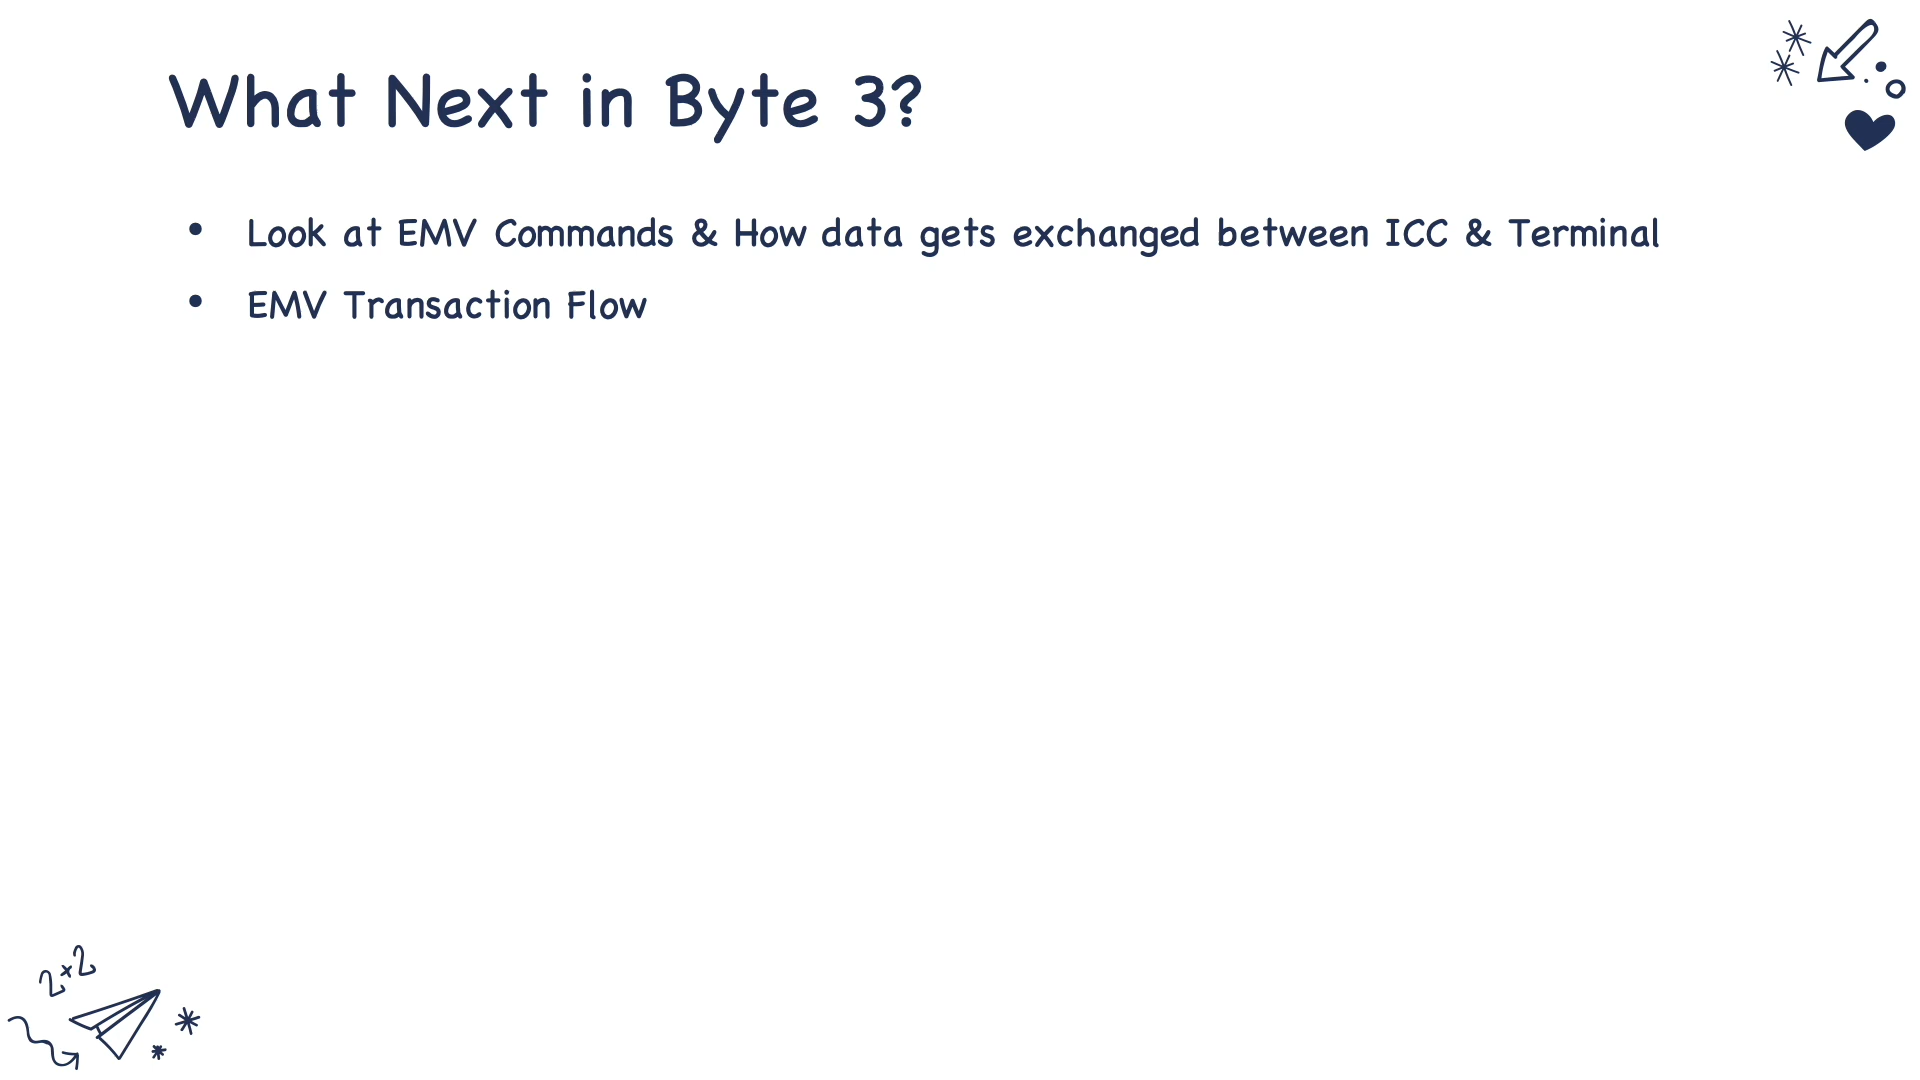 What Next in Byte 3?
• Look at EMV Commands & How data gets exchanged between ICC & Terminal
• EMV Transaction Flow
2×2